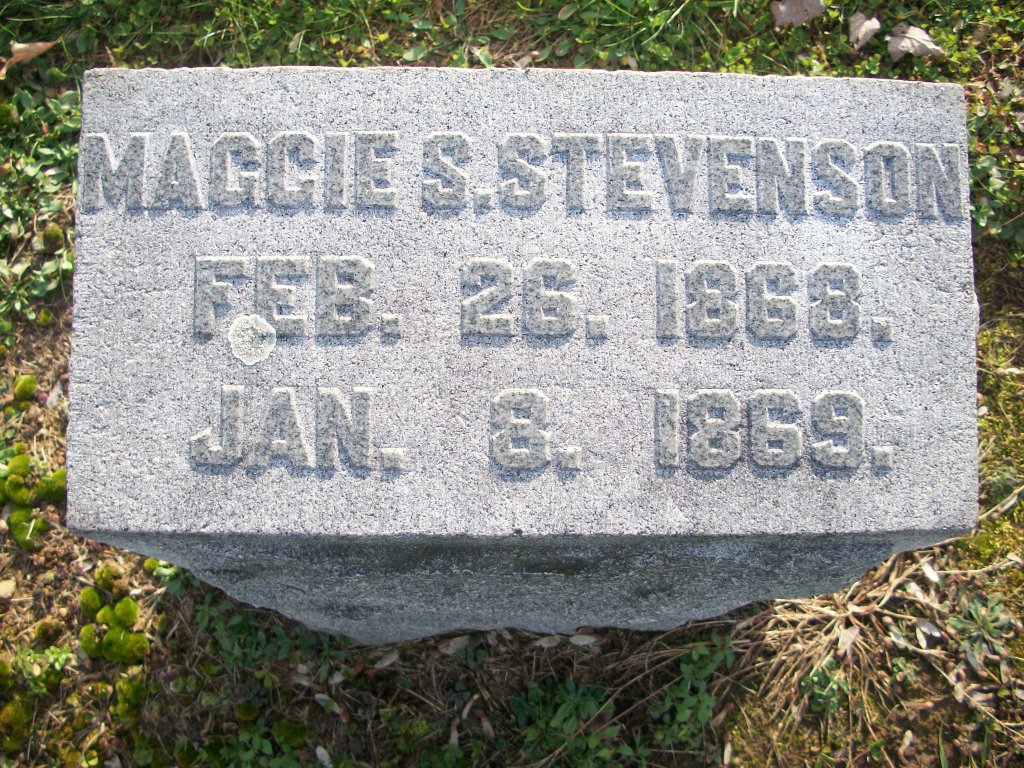 MAGGIE S. STEVENSON
FEB. 26. 1868.
JAN. 8. 1869.